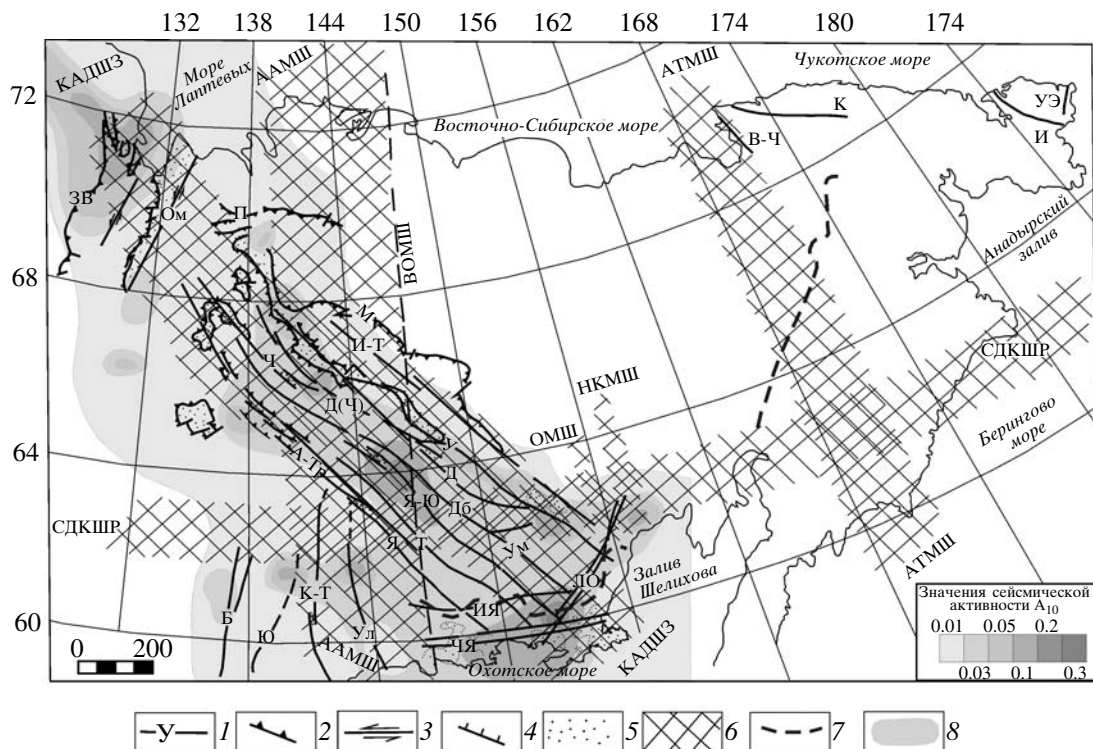 132 138 144 150 156 162 168 174 180 174
КАДШЗ
Море
Лаптевых
ААМШ
АТМШ
Чукотское море
72
Восточно-Сибирское море
К
УЭ
В-Ч
И
ЗВ
Ом
П
ВОМШ
Анадырский
залив
68
М
И-Т
СДКШР
Ч
Д(Ч)
НКМШ
ОМШ
Берингово
море
У
64
А-Тр
Д
Я-Ю
Дб
СДКШР
Я Т
Ум
АТМШ
ЛО
Залив
Шелихова
К-Т
ИЯ
Б
Ю
Ул
60
ААМШ
ЧЯ
КАДШЗ
Охотское море
0 200
Значения сейсмической
активности A10
0.01 0.05 0.2
0.03 0.1 0.3
У 1 2 3 4 5 6 7 8